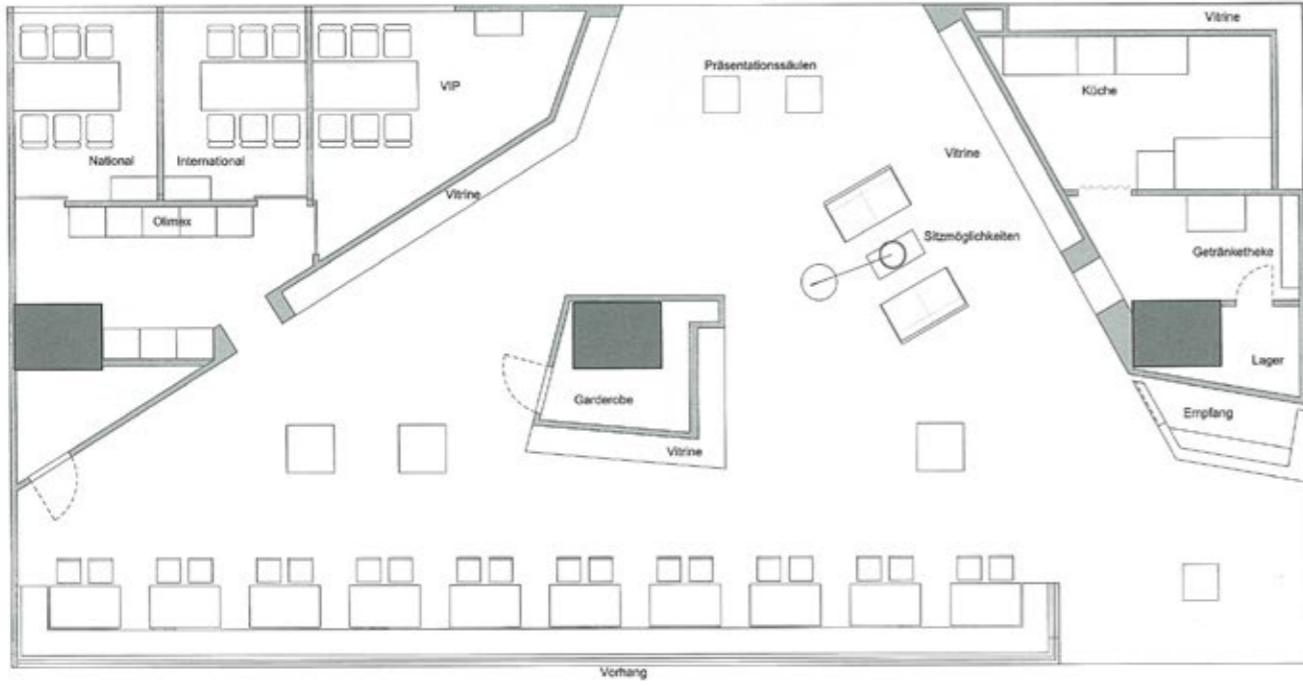 Vitrine
Präsentationssäulen
VIP
Küche
National
International
Vitrine
Vitrine
Olimex
Sitzmöglichkeiten
Getränketheke
Lager
Garderobe
Empfang
Vitrine
Vorhang